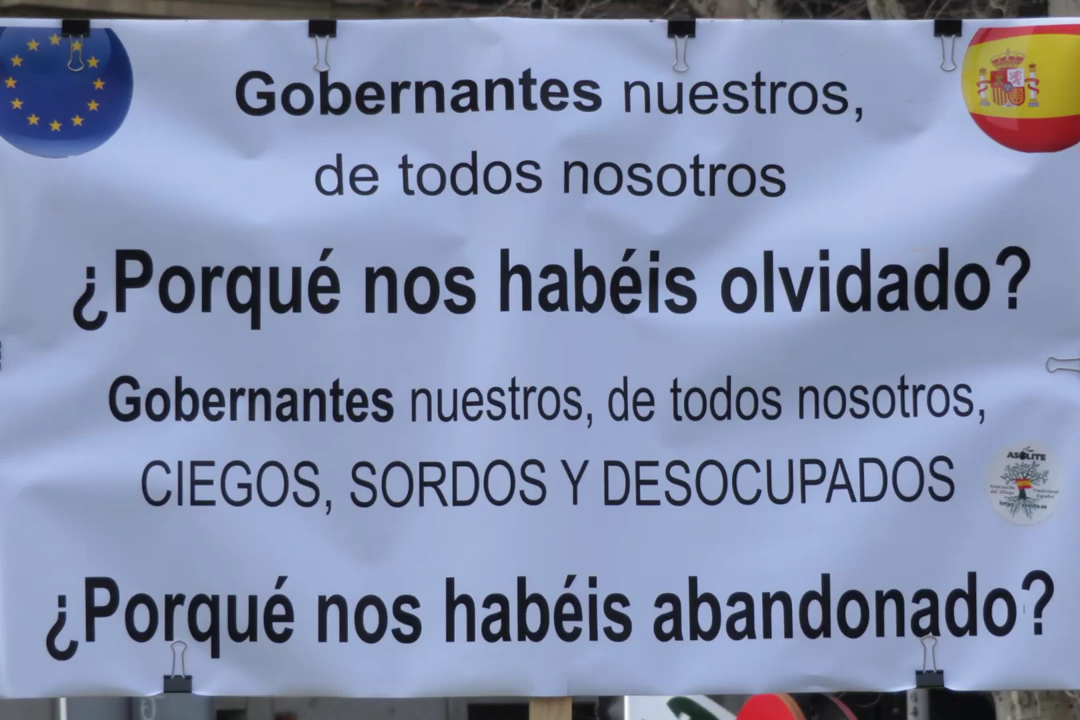 Gobernantes nuestros,
de todos nosotros
¿Porqué nos habéis olvidado?
Gobernantes nuestros, de todos nosotros,
CIEGOS, SORDOS Y DESOCUPADOS
ASOLITE
¿Porqué nos habéis abandonado?